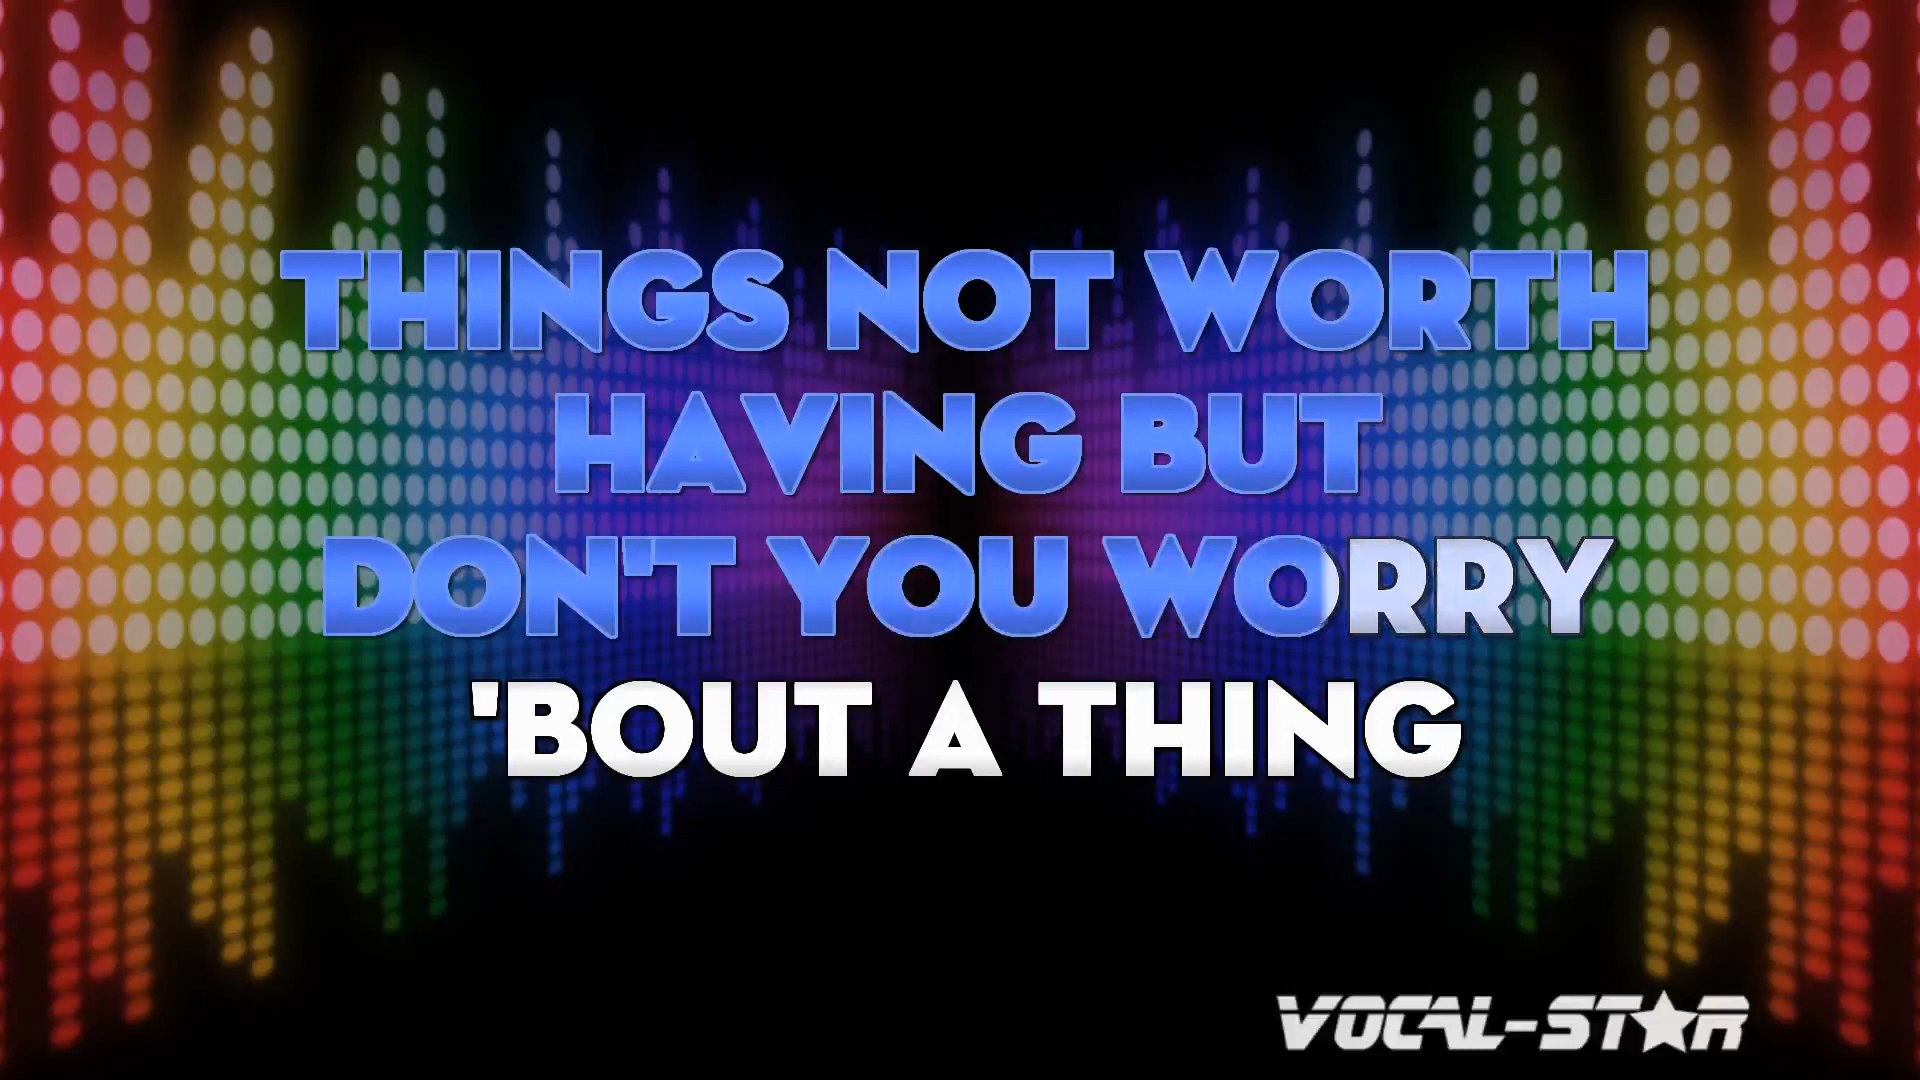 THINGS NOT WORTH
HAVING BUT
DON'T YOU WORRY
'BOUT A THING
VOCAL-STAR